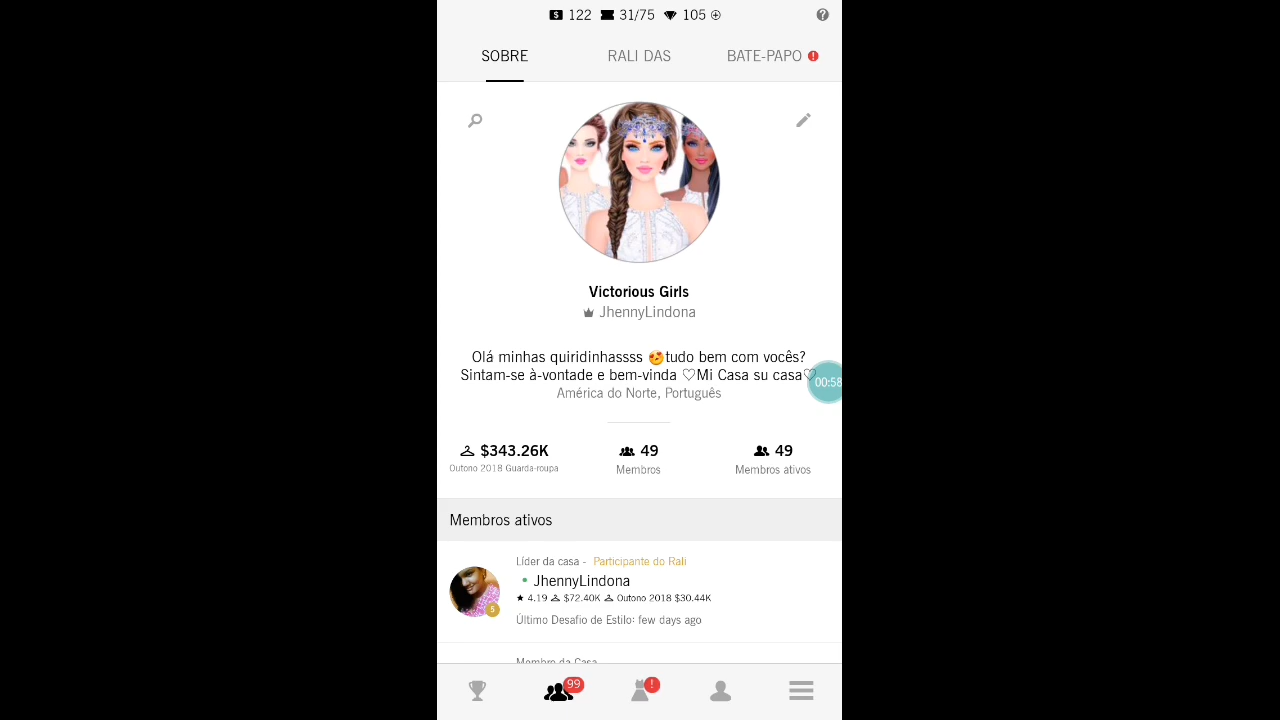 122 31/75 105
SOBRE RALI DAS BATE-PAPO !
Victorious Girls
JhennyLindona
Olá minhas quiridinhassss 😍tudo bem com vocês?
Sintam-se à-vontade e bem-vinda ♡Mi Casa su casa♡
América do Norte, Português
00:58
$343.26K 49 49
Outono 2018 Guarda-roupa Membros Membros ativos
Membros ativos
Líder da casa - Participante do Rali
• JhennyLindona
5
★ 4.19 $72.40K Outono 2018 $30.44K
Último Desafio de Estilo: few days ago
Membro da Casa
99 !